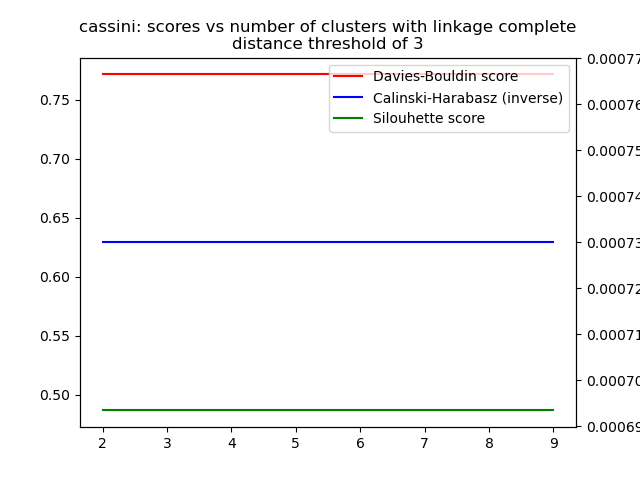 cassini: scores vs number of clusters with linkage complete
distance threshold of 3
Davies-Bouldin score
Calinski-Harabasz (inverse)
Silouhette score
0.75
0.70
0.65
0.60
0.55
0.50
2 3 4 5 6 7 8 9
0.00077
0.00076
0.00075
0.00074
0.00073
0.00072
0.00071
0.00070
0.00069